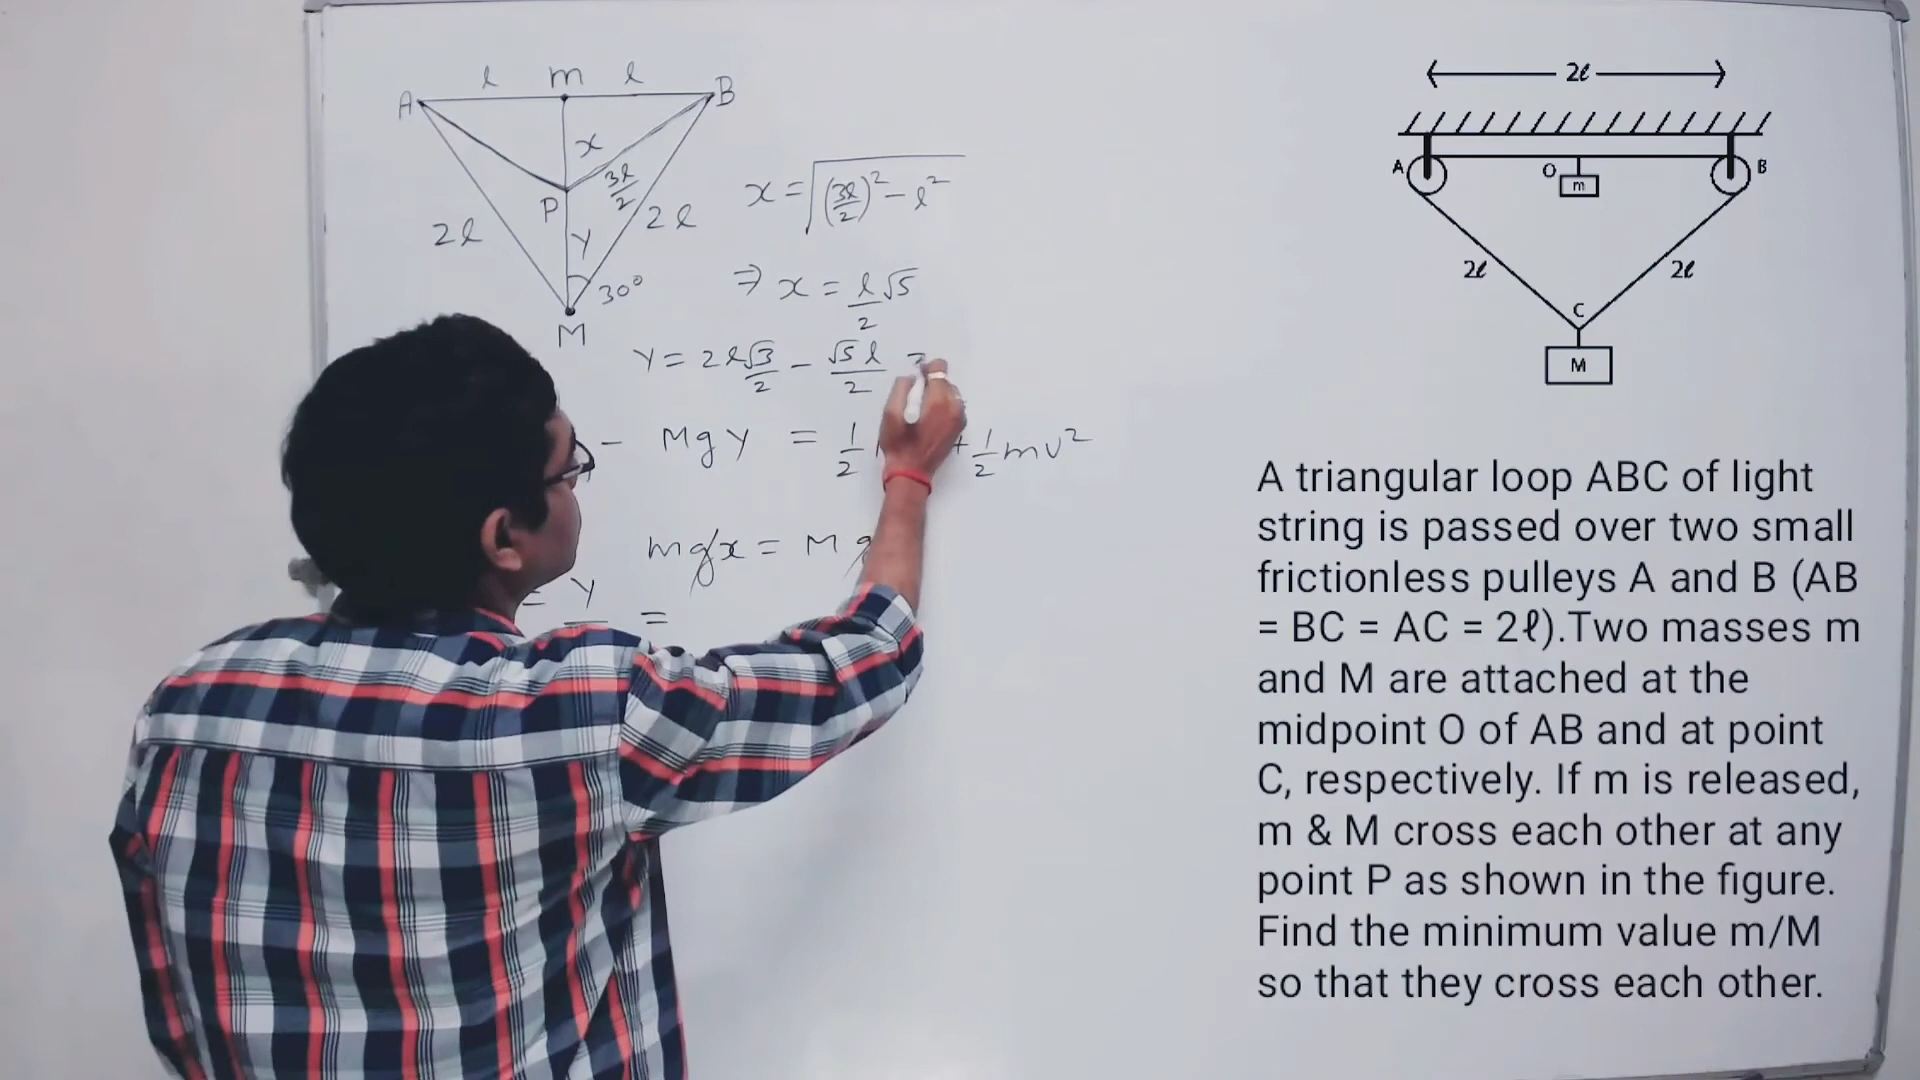 l m l
A B
x
3l/2
P
2l 2l
y
30°
M
x = √((3l/2)² − l²)
⇒ x = l/2 √5
y = 2l √3/2 − √5 l/2 =
− Mgy = 1/2 + 1/2 mv²
mgx = Mg
= y/ =
2ℓ
A O m B
2ℓ 2ℓ
C
M
A triangular loop ABC of light
string is passed over two small
frictionless pulleys A and B (AB
= BC = AC = 2ℓ).Two masses m
and M are attached at the
midpoint O of AB and at point
C, respectively. If m is released,
m & M cross each other at any
point P as shown in the figure.
Find the minimum value m/M
so that they cross each other.